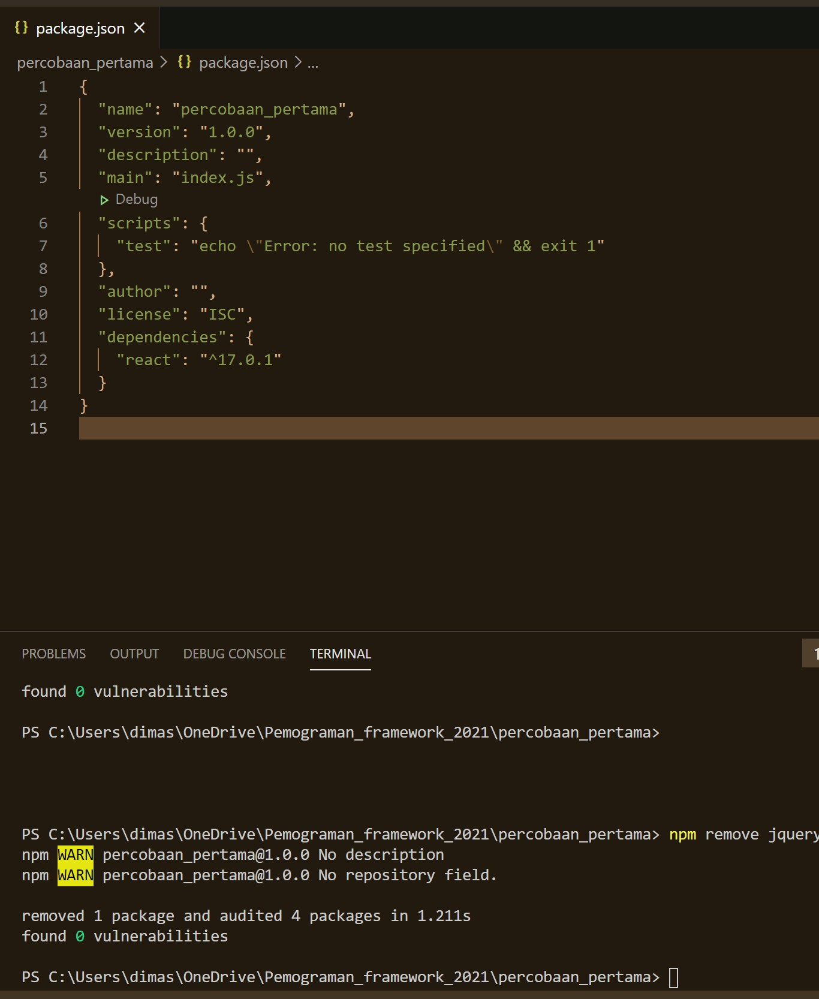 {} package.json ×
percobaan_pertama > {} package.json > ...
1 {
2 "name": "percobaan_pertama",
3 "version": "1.0.0",
4 "description": "",
5 "main": "index.js",
Debug
6 "scripts": {
7 "test": "echo \"Error: no test specified\" && exit 1"
8 },
9 "author": "",
10 "license": "ISC",
11 "dependencies": {
12 "react": "^17.0.1"
13 }
14 }
15
PROBLEMS OUTPUT DEBUG CONSOLE TERMINAL 1
found 0 vulnerabilities
PS C:\Users\dimas\OneDrive\Pemograman_framework_2021\percobaan_pertama>
PS C:\Users\dimas\OneDrive\Pemograman_framework_2021\percobaan_pertama> npm remove jquery
npm WARN percobaan_pertama@1.0.0 No description
npm WARN percobaan_pertama@1.0.0 No repository field.
removed 1 package and audited 4 packages in 1.211s
found 0 vulnerabilities
PS C:\Users\dimas\OneDrive\Pemograman_framework_2021\percobaan_pertama>